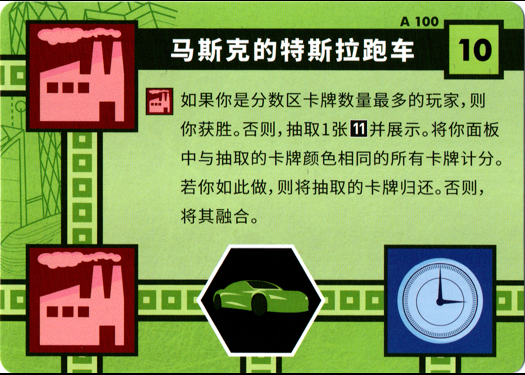 A 100
马斯克的特斯拉跑车
10
如果你是分数区卡牌数量最多的玩家,则
你获胜。否则,抽取1张11并展示。将你面板
中与抽取的卡牌颜色相同的所有卡牌计分。
若你如此做,则将抽取的卡牌归还。否则,
将其融合。